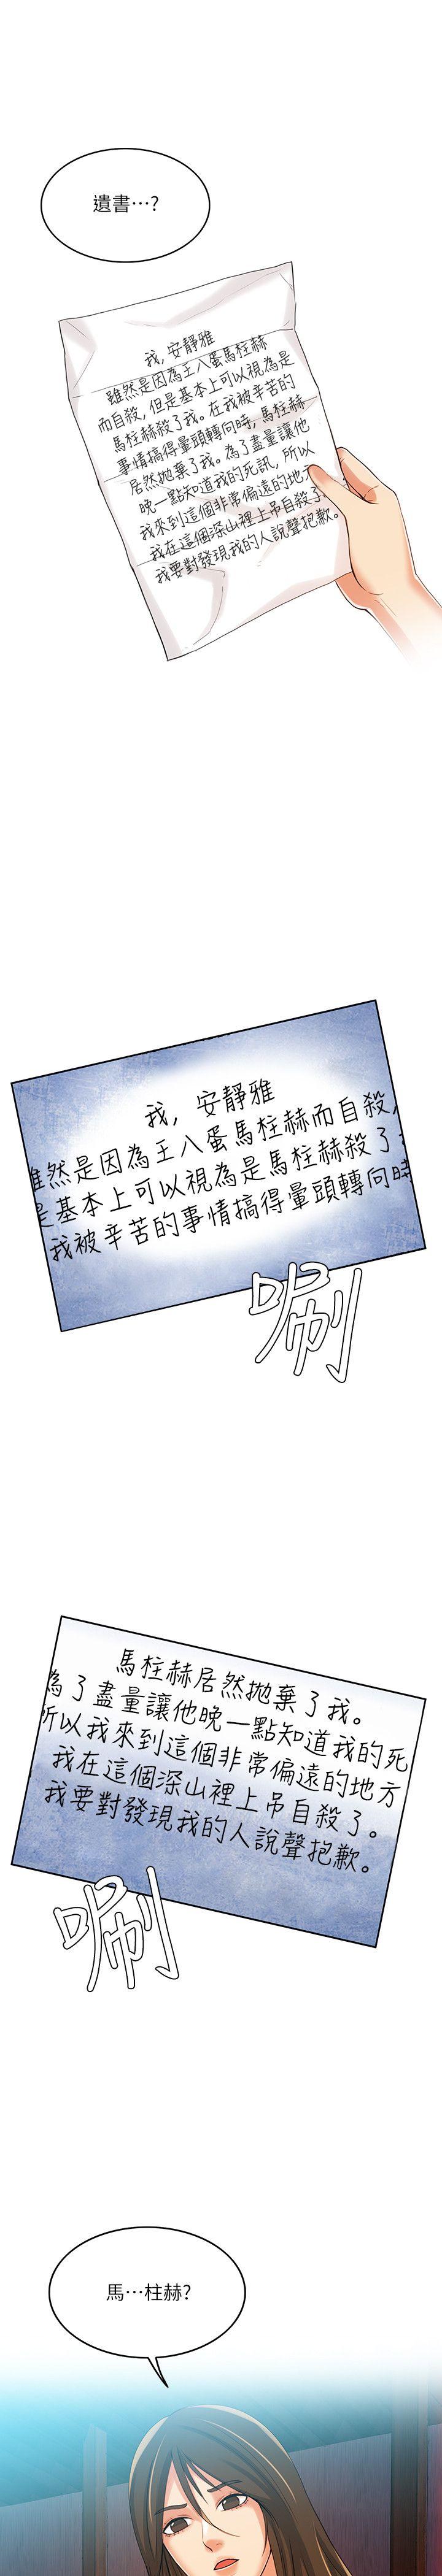 遺書…?
我, 安靜雅
雖然是因為王八蛋馬柱赫
而自殺, 但是基本上可以視為是
馬柱赫殺了我。在我被辛苦的
事情搞得暈頭轉向時, 馬柱赫
居然拋棄了我。為了盡量讓他
晚一點知道我的死訊, 所以
我來到這個非常偏遠的地方
我在這個深山裡上吊自殺了
我要對發現我的人說聲抱歉。
我, 安靜雅
雖然是因為王八蛋馬柱赫而自殺,
是基本上可以視為是馬柱赫殺了
我被辛苦的事情搞得暈頭轉向時
唰
馬柱赫居然拋棄了我。
為了盡量讓他晚一點知道我的死
所以我來到這個非常偏遠的地方
我在這個深山裡上吊自殺了。
我要對發現我的人說聲抱歉。
唰
馬…柱赫?